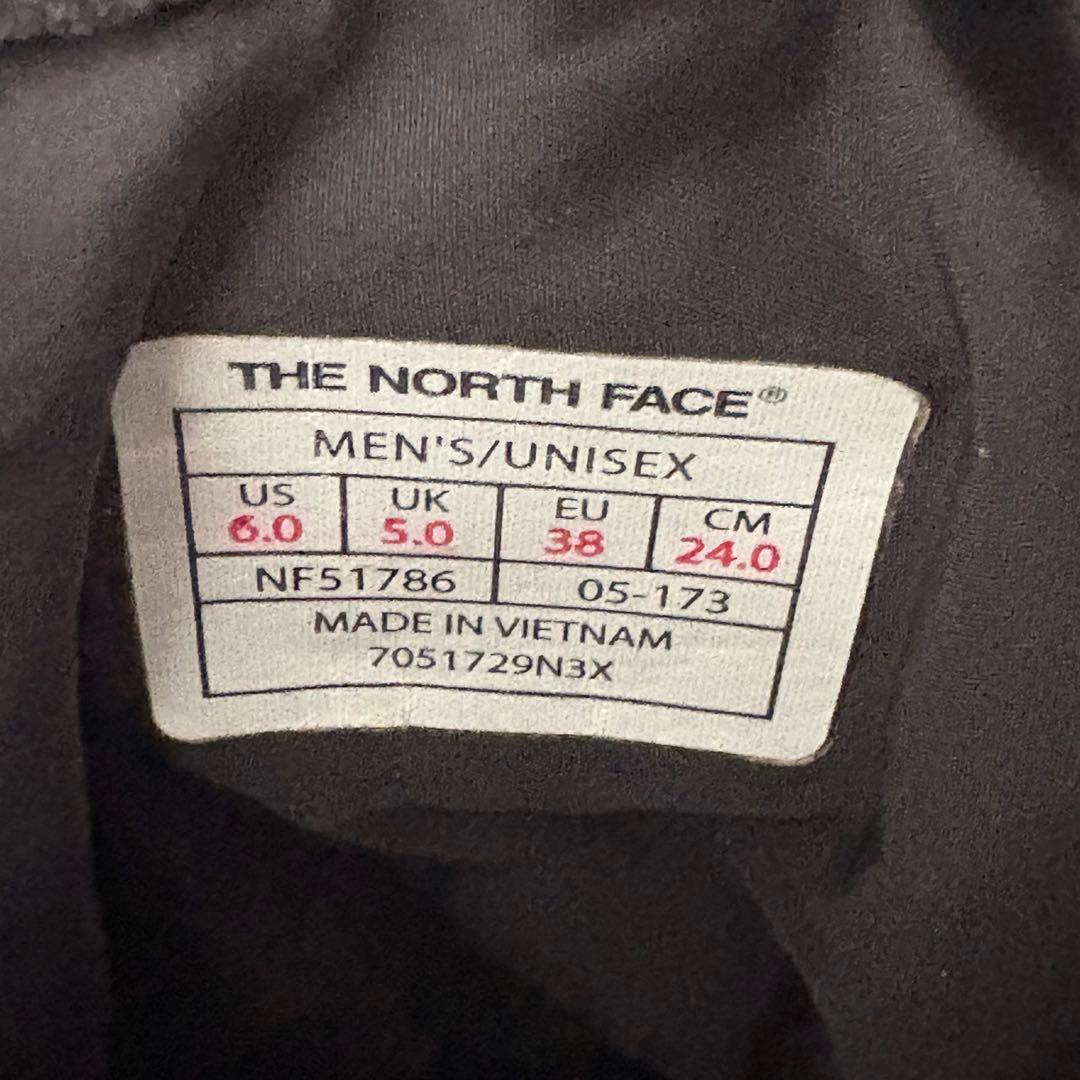 THE NORTH FACE®
MEN'S/UNISEX
US UK EU CM
6.0 5.0 38 24.0
NF51786 05-173
MADE IN VIETNAM
7051729N3X